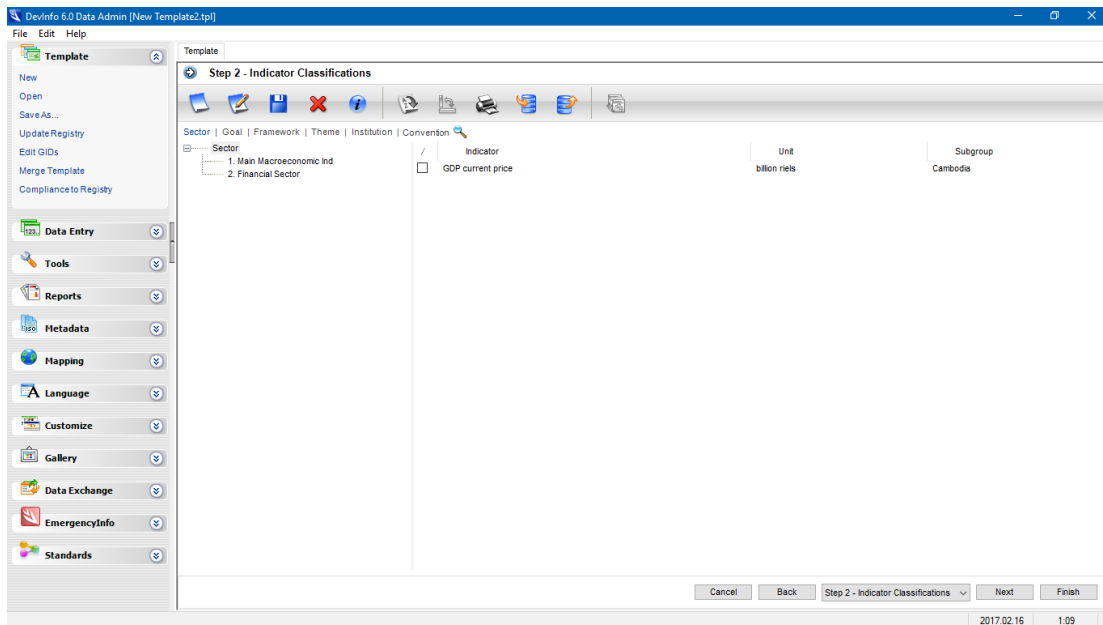 DevInfo 6.0 Data Admin [New Template2.tpl]
File Edit Help
Template
New
Open
Save As...
Update Registry
Edit GIDs
Merge Template
Compliance to Registry
Data Entry
Tools
Reports
Metadata
Mapping
Language
Customize
Gallery
Data Exchange
EmergencyInfo
Standards
Template
Step 2 - Indicator Classifications
Sector | Goal | Framework | Theme | Institution | Convention
Sector
1. Main Macroeconomic Ind
2. Financial Sector
/ Indicator Unit Subgroup
GDP current price billion riels Cambodia
Cancel Back Step 2 - Indicator Classifications Next Finish
2017.02.16 1:09